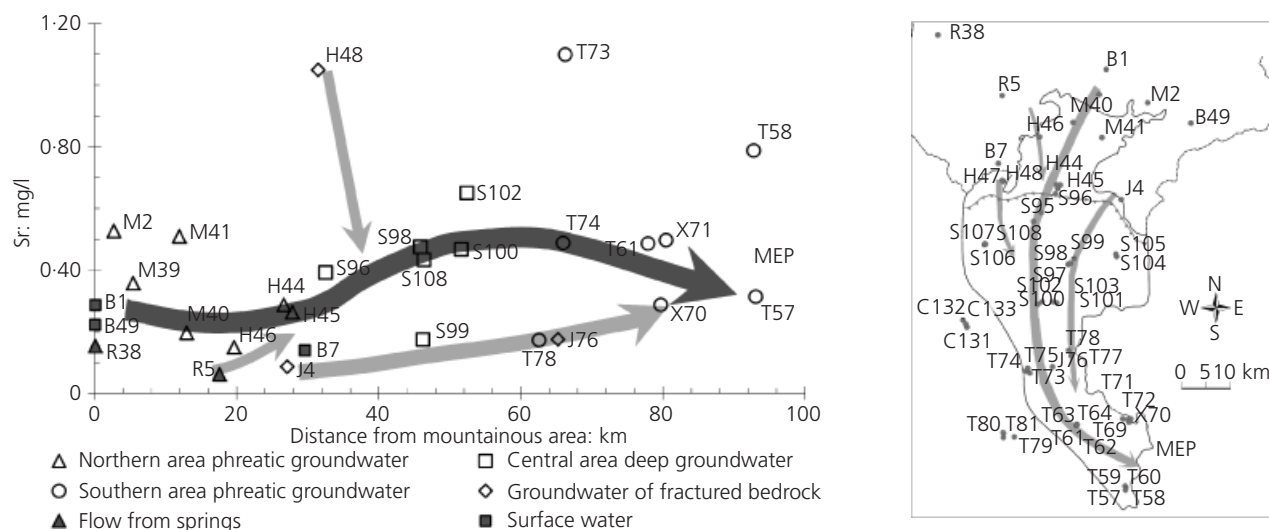 1·20
0·80
0·40
0
Sr: mg/l
H48
T73
T58
S102
M2
M41
S98
T74
T61
X71
MEP
M39
S96
S108
S100
H44
B1
M40
H45
X70
T57
B49
H46
S99
R38
R5
B7
T78
J76
J4
0 20 40 60 80 100
Distance from mountainous area: km
Northern area phreatic groundwater
Southern area phreatic groundwater
Flow from springs
Central area deep groundwater
Groundwater of fractured bedrock
Surface water
R38
B1
R5
M40
M2
H46
M41
B49
B7
H44
H47 H48
H45
J4
S95 S96
S107 S108
S99
S106
S98
S105
S97
S104
S102
S103
C132 C133
S100
S101
N
W E
S
C131
T78
T75 J76
T77
T74
T73
T71
0 510 km
T72
T63 T64
X70
T80 T81
T61
T69
T79
T62
MEP
T59 T60
T57 T58